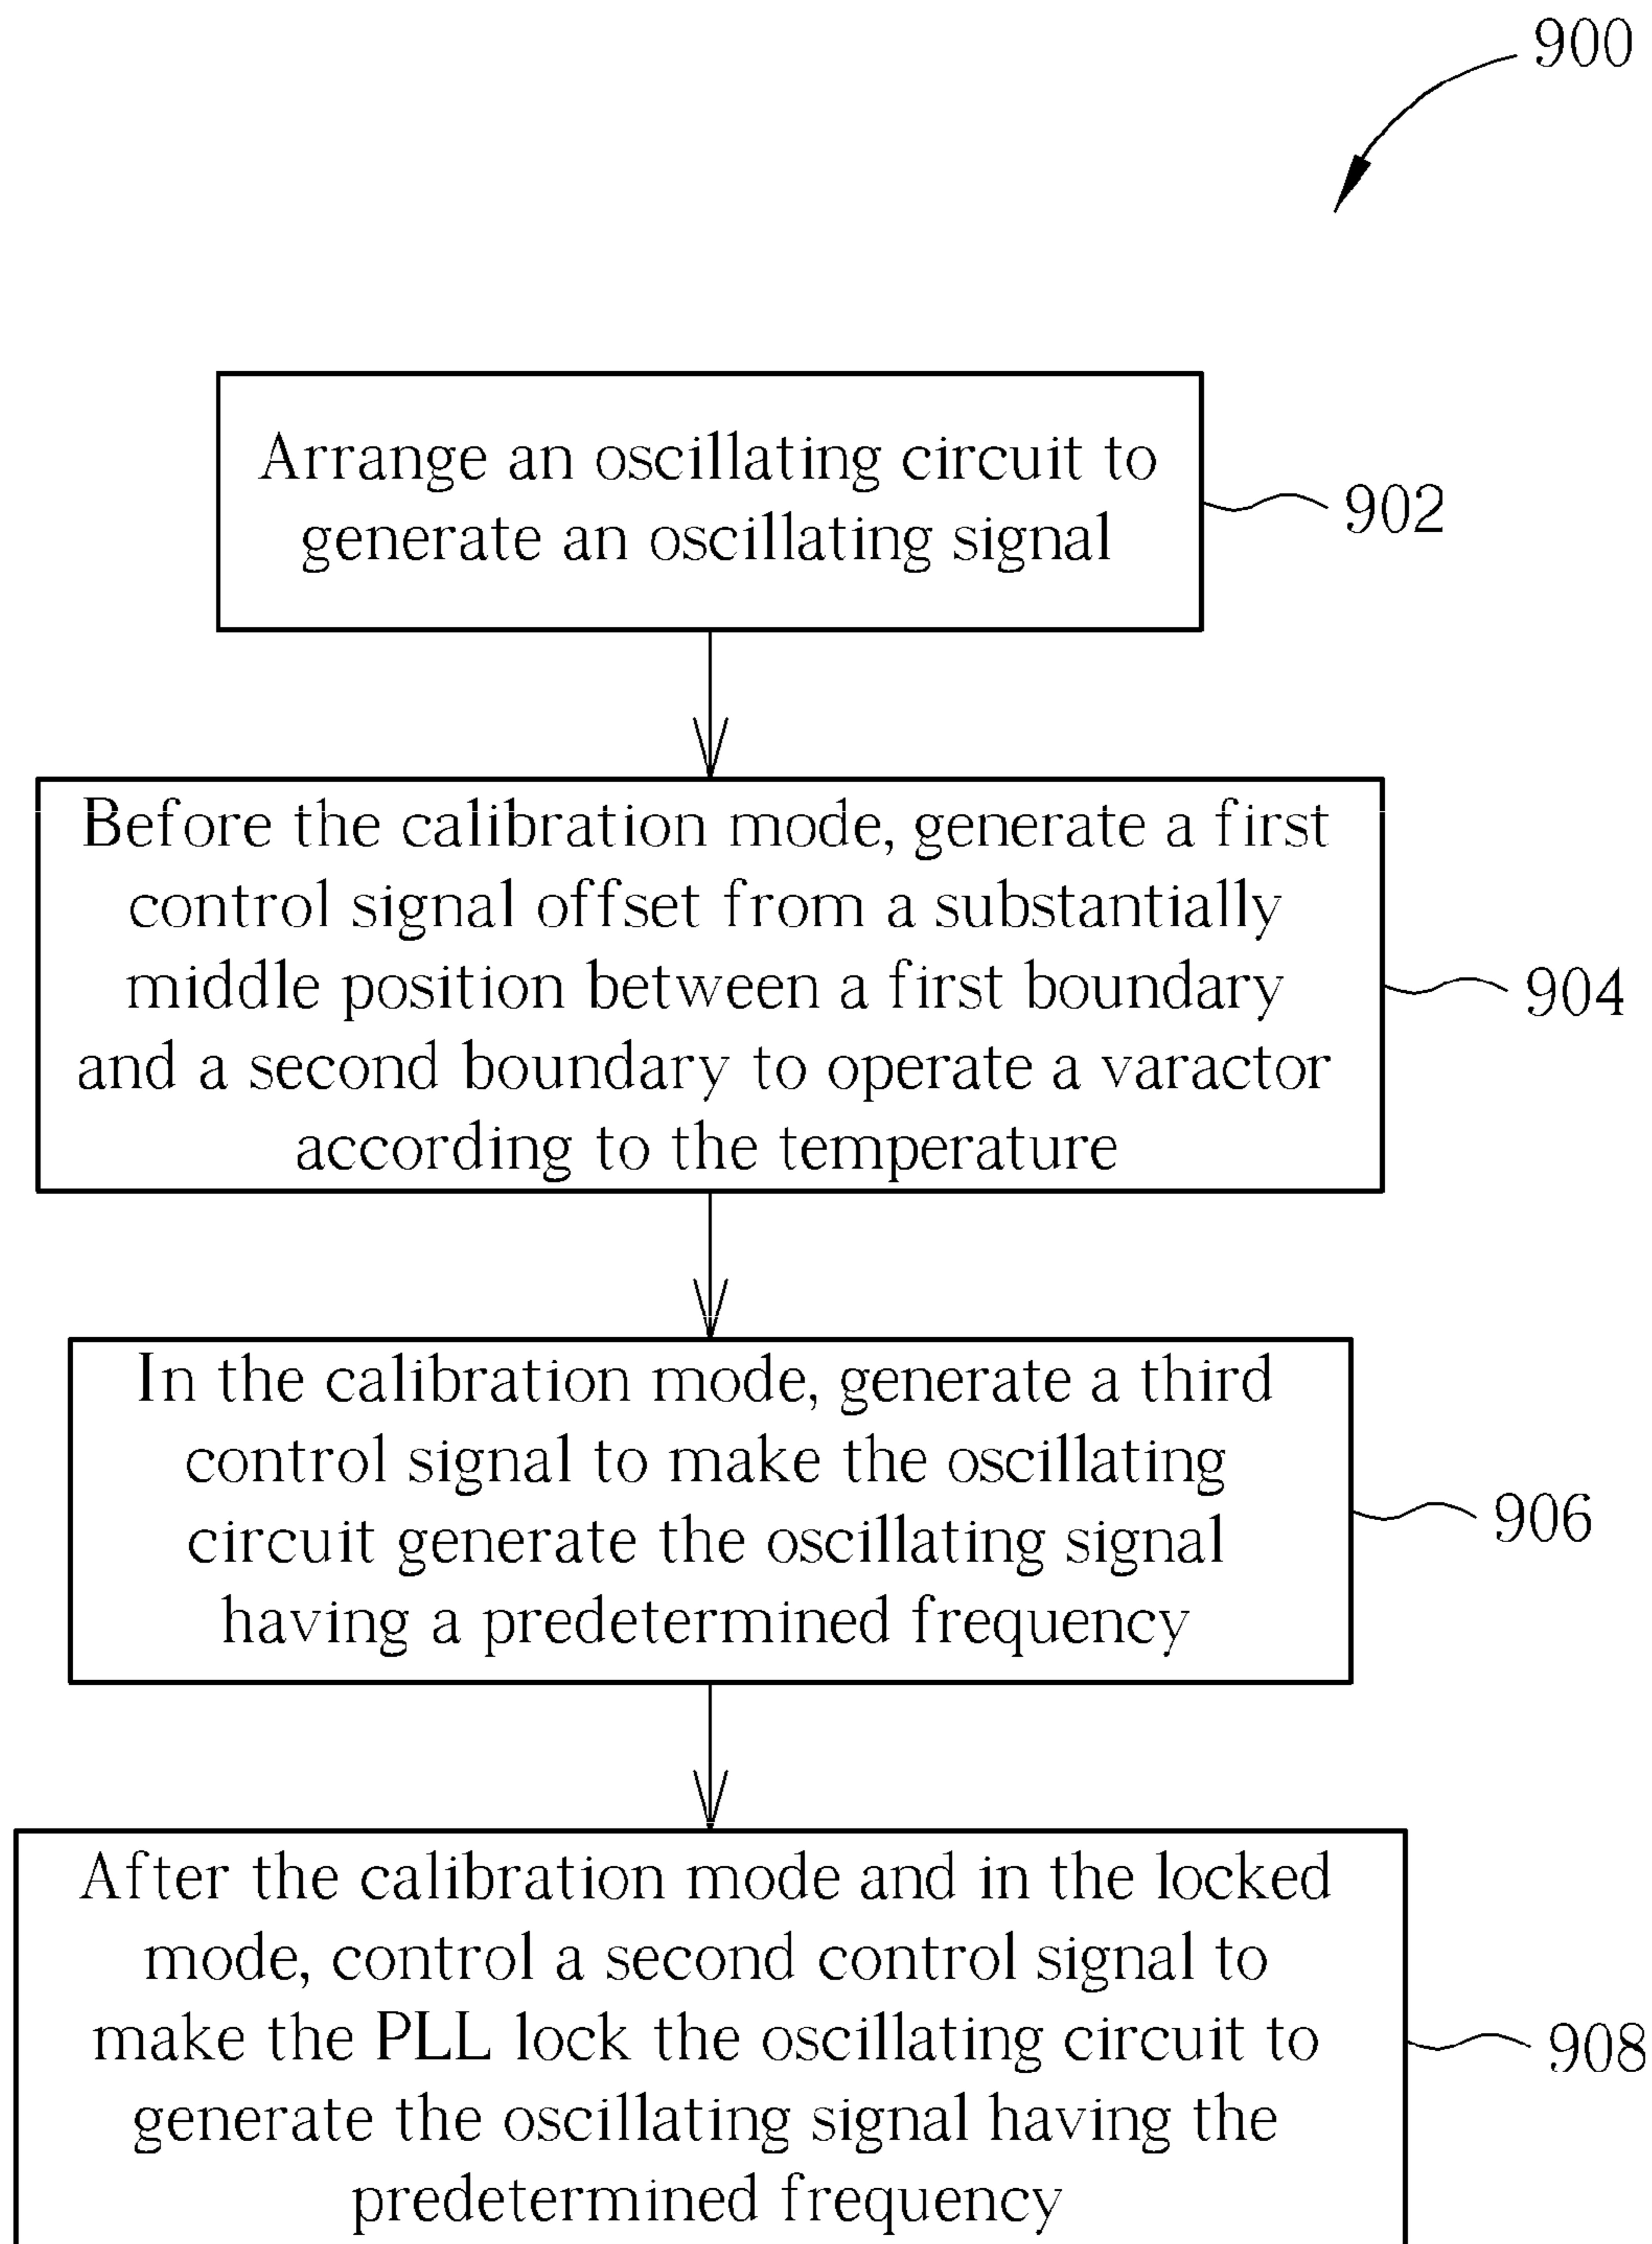 900
Arrange an oscillating circuit to
generate an oscillating signal
902
Before the calibration mode, generate a first
control signal offset from a substantially
middle position between a first boundary
and a second boundary to operate a varactor
according to the temperature
904
In the calibration mode, generate a third
control signal to make the oscillating
circuit generate the oscillating signal
having a predetermined frequency
906
After the calibration mode and in the locked
mode, control a second control signal to
make the PLL lock the oscillating circuit to
generate the oscillating signal having the
predetermined frequency
908